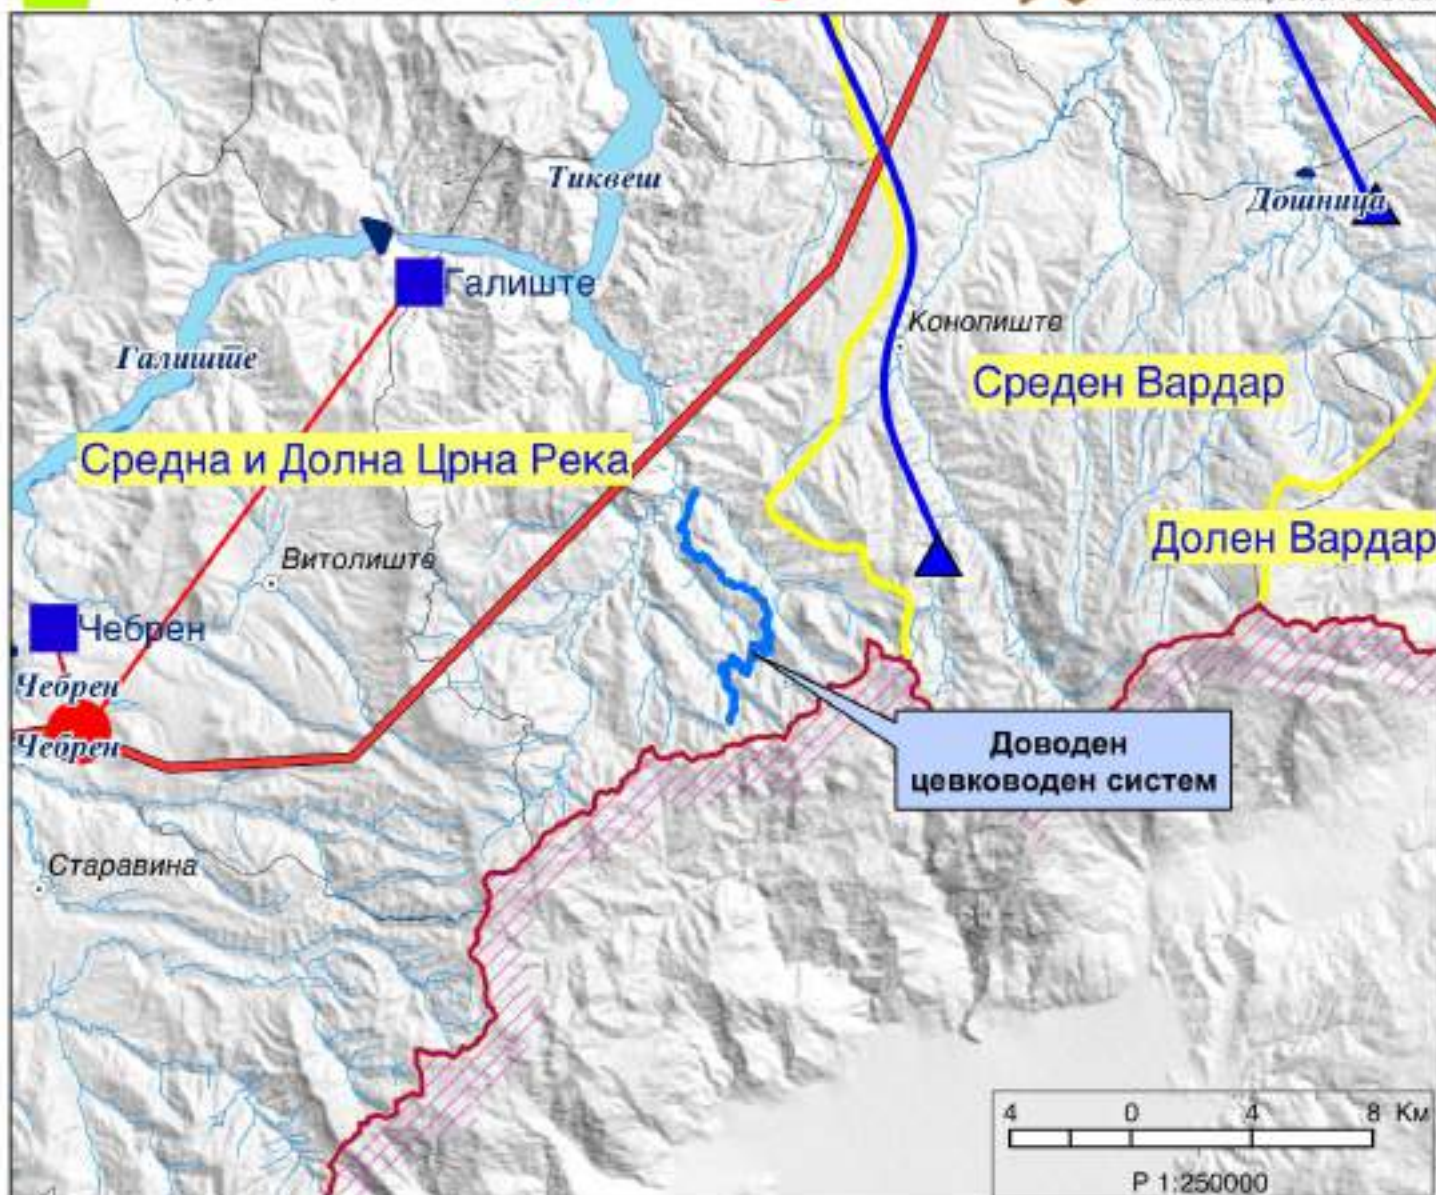 Тиквеш
Дошница
Галиште
Конопиште
Галиште
Среден Вардар
Средна и Долна Црна Река
Долен Вардар
Витолиште
Чебрен
Чебрен
Чебрен
Доводен
цевководен систем
Старавина
4 0 4 8 Км
Р 1:250000